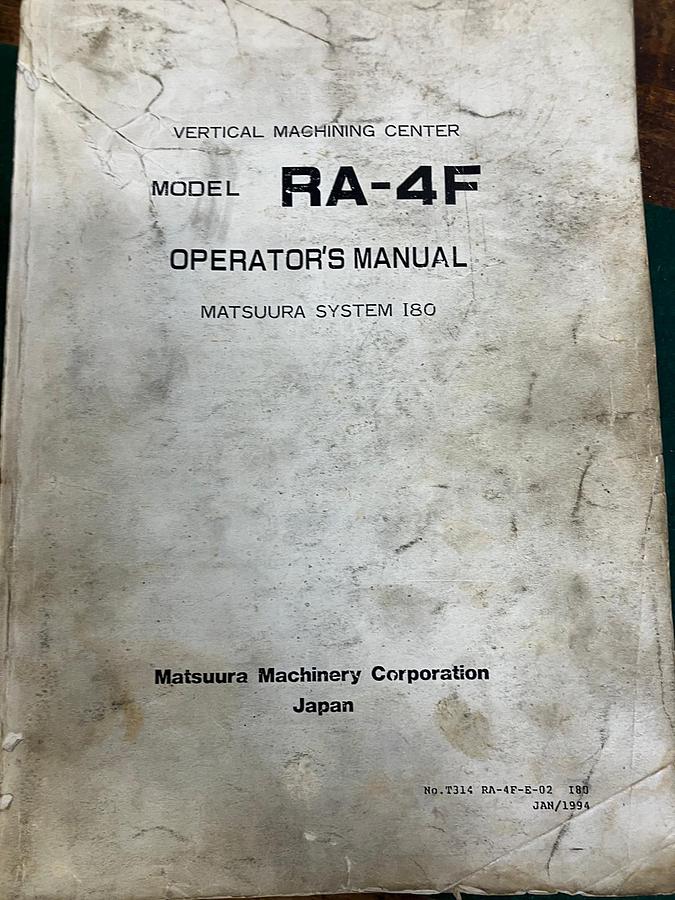 VERTICAL MACHINING CENTER
MODEL RA-4F
OPERATOR'S MANUAL
MATSUURA SYSTEM I80
Matsuura Machinery Corporation
Japan
No.T314 RA-4F-E-02 I80
JAN/1994